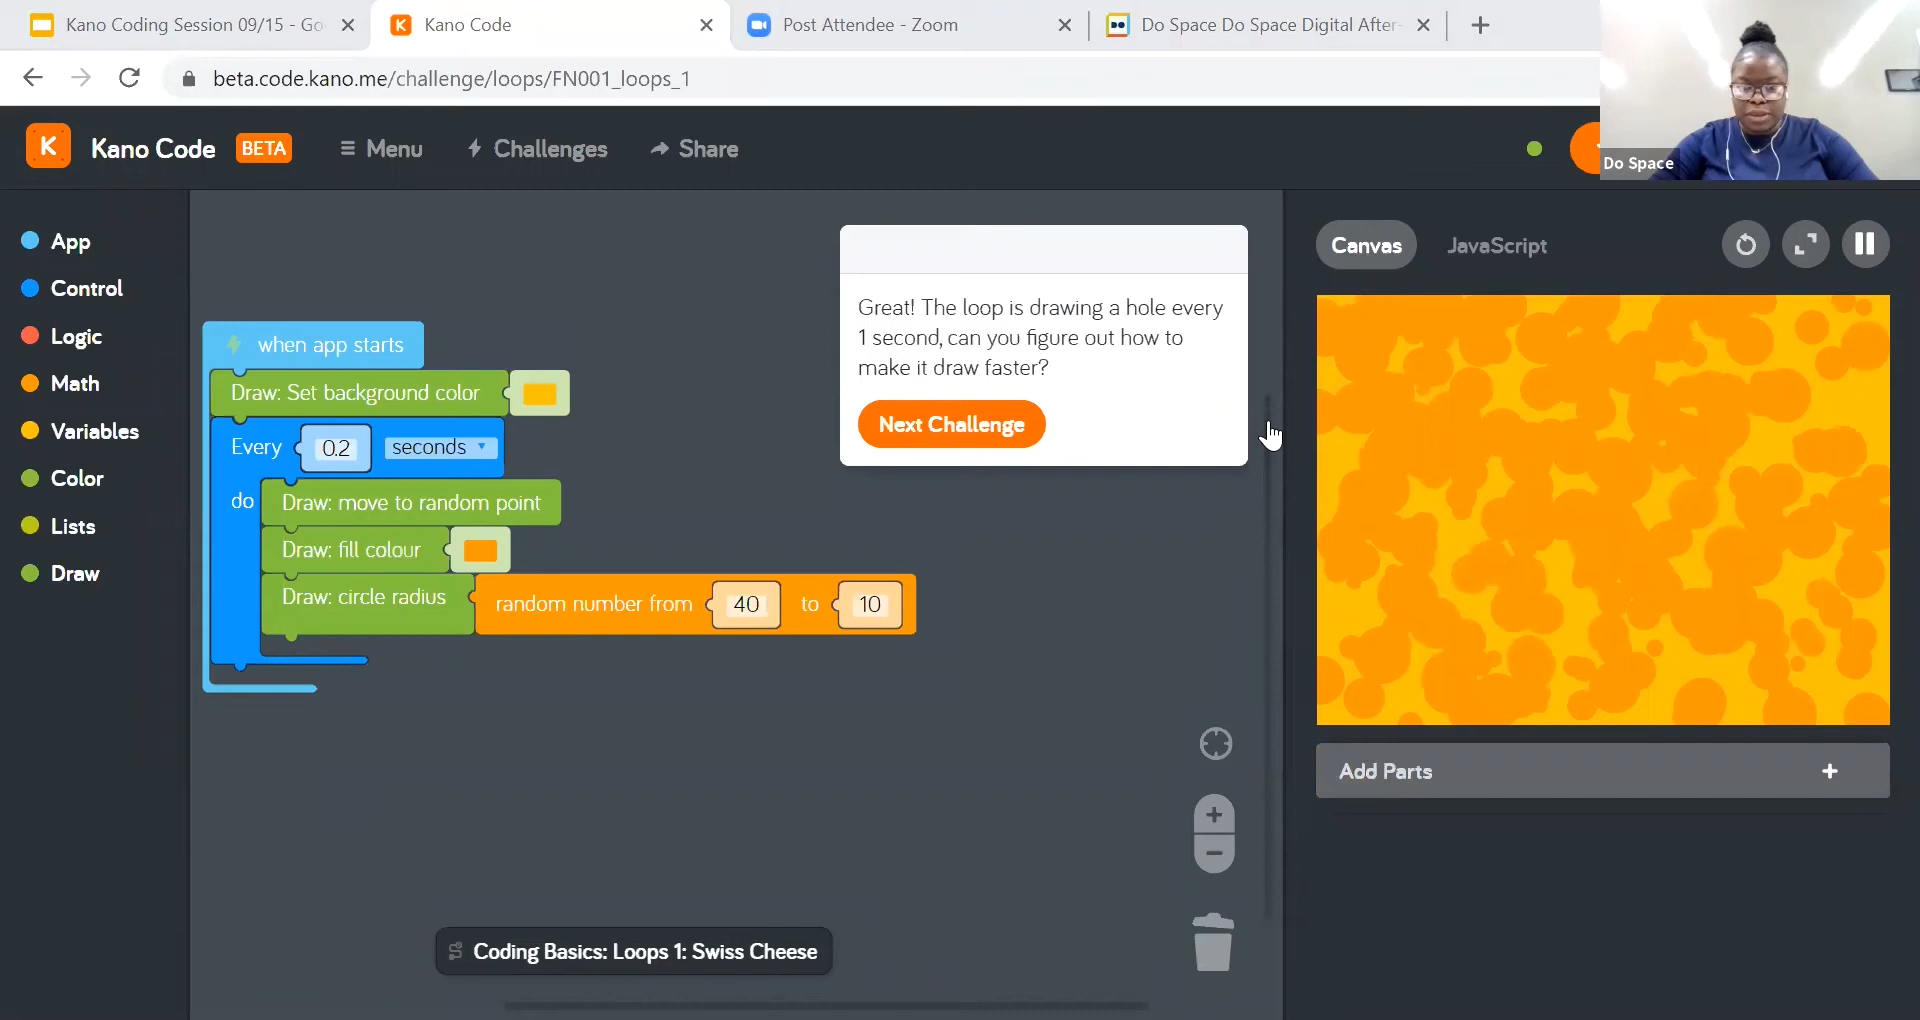 Kano Coding Session 09/15 - Go
Kano Code
Post Attendee - Zoom
Do Space Do Space Digital After-
beta.code.kano.me/challenge/loops/FN001_loops_1
K
Kano Code
BETA
Menu
Challenges
Share
Do Space
App
Control
Logic
Math
Variables
Color
Lists
Draw
when app starts
Draw: Set background color
Every 0.2 seconds
do
Draw: move to random point
Draw: fill colour
Draw: circle radius random number from 40 to 10
Great! The loop is drawing a hole every
1 second, can you figure out how to
make it draw faster?
Next Challenge
Canvas
JavaScript
Add Parts +
Coding Basics: Loops 1: Swiss Cheese